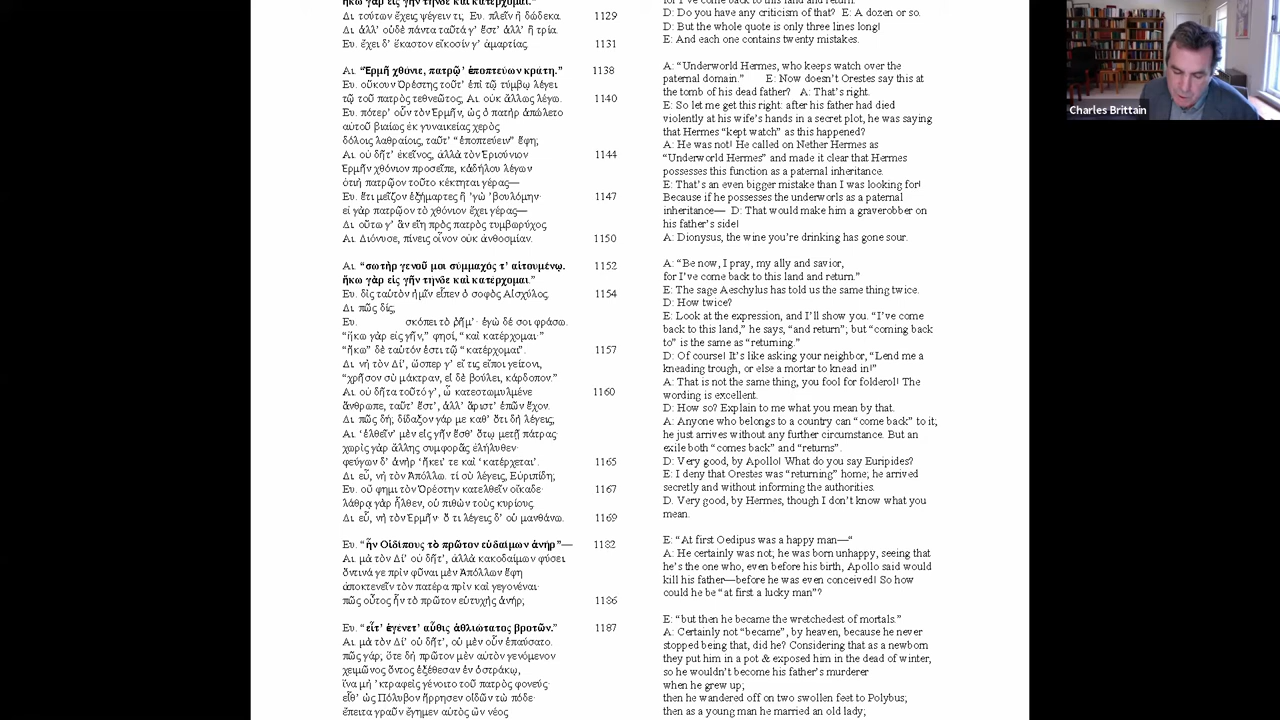 ἥκω γὰρ εἰς γῆν τήνδε καὶ κατέρχομαι."
Δι. τούτων ἔχεις ψέγειν τι; Ευ. πλεῖν ἢ δώδεκα. 1129
Δι. ἀλλ' οὐδὲ πάντα ταῦτά γ' ἔστ' ἀλλ' ἢ τρία.
Ευ. ἔχει δ' ἕκαστον εἴκοσίν γ' ἁμαρτίας. 1131
Αι. "Ἑρμῆ χθόνιε, πατρῷ' ἐποπτεύων κράτη." 1138
Ευ. οὔκουν Ὀρέστης τοῦτ' ἐπὶ τῷ τύμβῳ λέγει
τῷ τοῦ πατρὸς τεθνεῶτος; Αι. οὐκ ἄλλως λέγω. 1140
Ευ. πότερ' οὖν τὸν Ἑρμῆν, ὡς ὁ πατὴρ ἀπώλετο
αὐτοῦ βιαίως ἐκ γυναικείας χερὸς
δόλοις λαθραίοις, ταῦτ' "ἐποπτεύειν" ἔφη;
Αι. οὐ δῆτ' ἐκεῖνος, ἀλλὰ τὸν Ἐριούνιον 1144
Ἑρμῆν χθόνιον προσεῖπε, κἀδήλου λέγων
ὁτιὴ πατρῷον τοῦτο κέκτηται γέρας—
Ευ. ἔτι μεῖζον ἐξήμαρτες ἢ 'γὼ 'βουλόμην· 1147
εἰ γὰρ πατρῷον τὸ χθόνιον ἔχει γέρας—
Δι. οὕτω γ' ἂν εἴη πρὸς πατρὸς τυμβωρύχος.
Αι. Διόνυσε, πίνεις οἶνον οὐκ ἀνθοσμίαν. 1150
Αι. "σωτὴρ γενοῦ μοι σύμμαχός τ' αἰτουμένῳ. 1152
ἥκω γὰρ εἰς γῆν τήνδε καὶ κατέρχομαι."
Ευ. δὶς ταὐτὸν ἡμῖν εἶπεν ὁ σοφὸς Αἰσχύλος. 1154
Δι. πῶς δίς;
Ευ. σκόπει τὸ ῥῆμ'· ἐγὼ δέ σοι φράσω.
"ἥκω γὰρ εἰς γῆν," φησί, "καὶ κατέρχομαι·"
"ἥκω" δὲ ταὐτόν ἐστι τῷ "κατέρχομαι". 1157
Δι. νὴ τὸν Δί', ὥσπερ γ' εἴ τις εἴποι γείτονι,
"χρῆσον σὺ μάκτραν, εἰ δὲ βούλει, κάρδοπον."
Αι. οὐ δῆτα τοῦτό γ', ὦ κατεστωμυλμένε 1160
ἄνθρωπε, ταὔτ' ἔστ', ἀλλ' ἄριστ' ἐπῶν ἔχον.
Δι. πῶς δή; δίδαξον γάρ με καθ' ὅτι δὴ λέγεις;
Αι. 'ἐλθεῖν' μὲν εἰς γῆν ἔσθ' ὅτῳ μετῇ πάτρας·
χωρὶς γὰρ ἄλλης συμφορᾶς ἐλήλυθεν·
φεύγων δ' ἀνὴρ 'ἥκει' τε καὶ 'κατέρχεται'. 1165
Δι. εὖ, νὴ τὸν Ἀπόλλω. τί σὺ λέγεις, Εὐριπίδη;
Ευ. οὔ φημι τὸν Ὀρέστην κατελθεῖν οἴκαδε· 1167
λάθρᾳ γὰρ ἦλθεν, οὐ πιθὼν τοὺς κυρίους.
Δι. εὖ, νὴ τὸν Ἑρμῆν· ὅ τι λέγεις δ' οὐ μανθάνω. 1169
Ευ. "ἦν Οἰδίπους τὸ πρῶτον εὐδαίμων ἀνήρ"— 1182
Αι. μὰ τὸν Δί' οὐ δῆτ', ἀλλὰ κακοδαίμων φύσει.
ὅντινά γε πρὶν φῦναι μὲν Ἀπόλλων ἔφη
ἀποκτενεῖν τὸν πατέρα πρὶν καὶ γεγονέναι·
πῶς οὗτος ἦν τὸ πρῶτον εὐτυχὴς ἀνήρ; 1186
Ευ. "εἶτ' ἐγένετ' αὖθις ἀθλιώτατος βροτῶν." 1187
Αι. μὰ τὸν Δί' οὐ δῆτ', οὐ μὲν οὖν ἐπαύσατο.
πῶς γάρ; ὅτε δὴ πρῶτον μὲν αὐτὸν γενόμενον
χειμῶνος ὄντος ἐξέθεσαν ἐν ὀστράκῳ,
ἵνα μὴ 'κτραφεὶς γένοιτο τοῦ πατρὸς φονεύς·
εἶθ' ὡς Πόλυβον ἤρρησεν οἰδῶν τὼ πόδε·
ἔπειτα γραῦν ἔγημεν αὐτὸς ὢν νέος
for I've come back to this land and return."
D: Do you have any criticism of that? E: A dozen or so.
D: But the whole quote is only three lines long!
E: And each one contains twenty mistakes.
A: "Underworld Hermes, who keeps watch over the
paternal domain." E: Now doesn't Orestes say this at
the tomb of his dead father? A: That's right.
E: So let me get this right: after his father had died
violently at his wife's hands in a secret plot, he was saying
that Hermes "kept watch" as this happened?
A: He was not! He called on Nether Hermes as
"Underworld Hermes" and made it clear that Hermes
possesses this function as a paternal inheritance.
E: That's an even bigger mistake than I was looking for!
Because if he possesses the underworls as a paternal
inheritance— D: That would make him a graverobber on
his father's side!
A: Dionysus, the wine you're drinking has gone sour.
A: "Be now, I pray, my ally and savior,
for I've come back to this land and return."
E: The sage Aeschylus has told us the same thing twice.
D: How twice?
E: Look at the expression, and I'll show you. "I've come
back to this land," he says, "and return"; but "coming back
to" is the same as "returning."
D: Of course! It's like asking your neighbor, "Lend me a
kneading trough, or else a mortar to knead in!"
A: That is not the same thing, you fool for folderol! The
wording is excellent.
D: How so? Explain to me what you mean by that.
A: Anyone who belongs to a country can "come back" to it;
he just arrives without any further circumstance. But an
exile both "comes back" and "returns".
D: Very good, by Apollo! What do you say Euripides?
E: I deny that Orestes was "returning" home; he arrived
secretly and without informing the authorities.
D. Very good, by Hermes, though I don't know what you
mean.
E: "At first Oedipus was a happy man—"
A: He certainly was not; he was born unhappy, seeing that
he's the one who, even before his birth, Apollo said would
kill his father—before he was even conceived! So how
could he be "at first a lucky man"?
E: "but then he became the wretchedest of mortals."
A: Certainly not "became", by heaven, because he never
stopped being that, did he? Considering that as a newborn
they put him in a pot & exposed him in the dead of winter,
so he wouldn't become his father's murderer
when he grew up;
then he wandered off on two swollen feet to Polybus;
then as a young man he married an old lady;
Charles Brittain